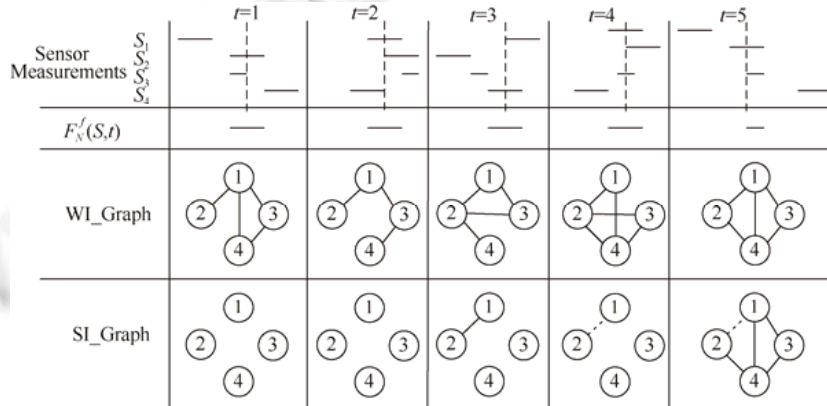 t=1 t=2 t=3 t=4 t=5
Sensor Measurements
S₁
S₂
S₃
S₄
F_N^f(S,t)
WI_Graph
1 1 1 1 1
2 3 2 3 2 3 2 3 2 3
4 4 4 4 4
SI_Graph
1 1 1 1 1
2 3 2 3 2 3 2 3 2 3
4 4 4 4 4